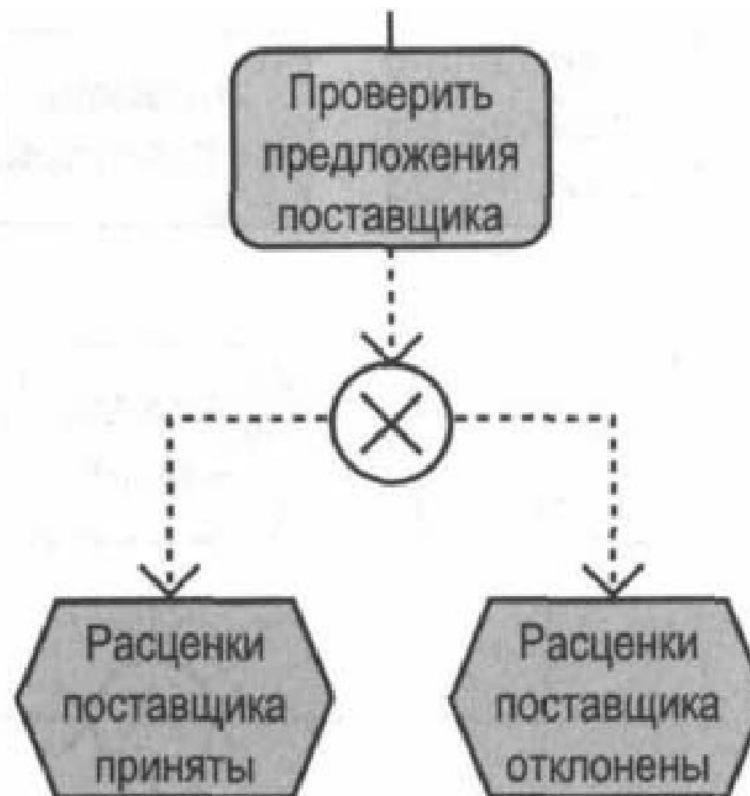 Проверить
предложения
поставщика
Расценки
поставщика
приняты
Расценки
поставщика
отклонены